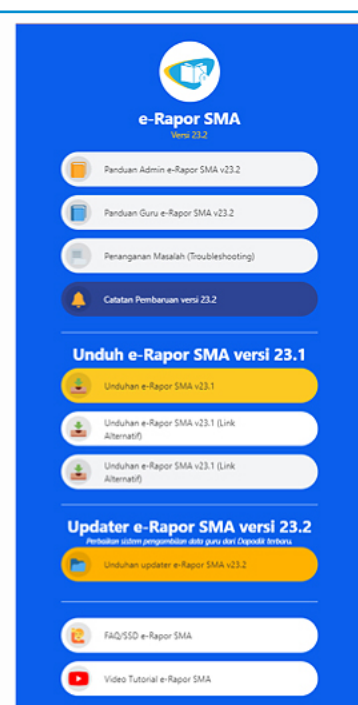 e-Rapor SMA
Versi 23.2
Panduan Admin e-Rapor SMA v23.2
Panduan Guru e-Rapor SMA v23.2
Penanganan Masalah (Troubleshooting)
Catatan Pembaruan versi 23.2
Unduh e-Rapor SMA versi 23.1
Unduhan e-Rapor SMA v23.1
Unduhan e-Rapor SMA v23.1 (Link
Alternatif)
Unduhan e-Rapor SMA v23.1 (Link
Alternatif)
Updater e-Rapor SMA versi 23.2
Perbaikan sistem pengambilan data guru dari Dapodik terbaru.
Unduhan updater e-Rapor SMA v23.2
FAQ/SSD e-Rapor SMA
Video Tutorial e-Rapor SMA